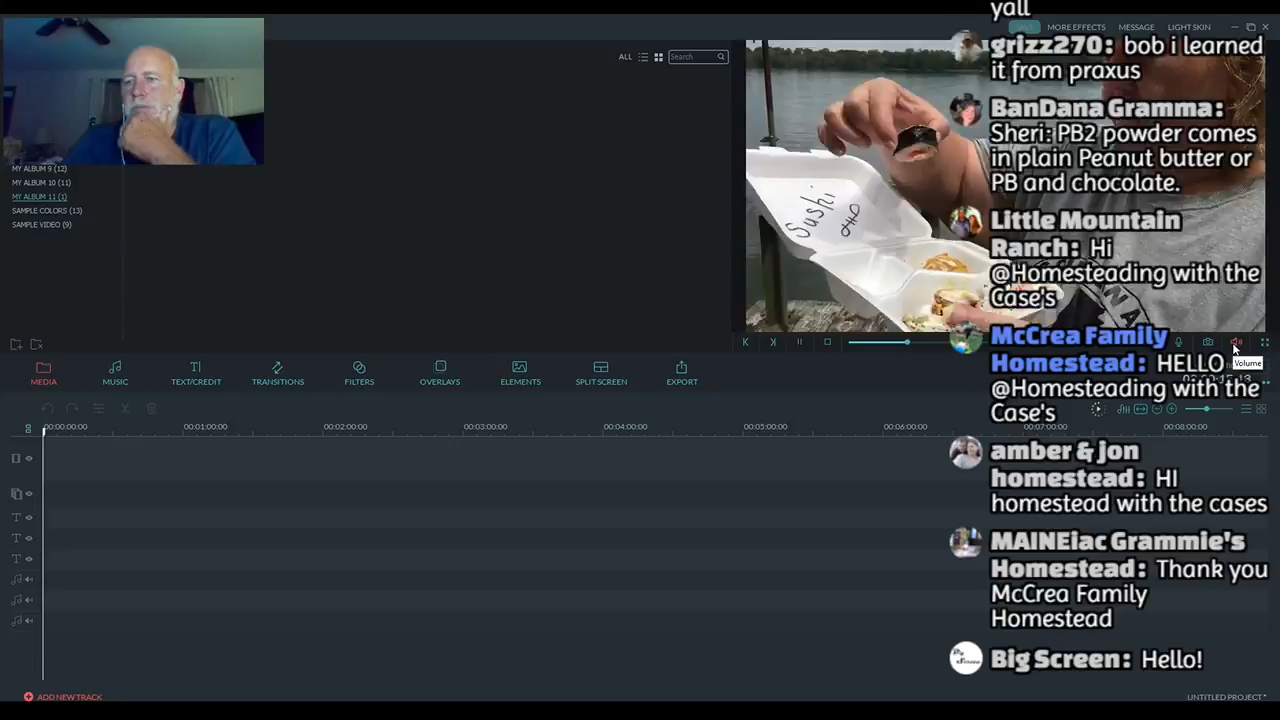 yall
MORE EFFECTS
MESSAGE
LIGHT SKIN
ALL
Search
MY ALBUM 9 (12)
MY ALBUM 10 (11)
MY ALBUM 11 (1)
SAMPLE COLORS (13)
SAMPLE VIDEO (9)
Sushi
grizz270: bob i learned
it from praxus
BanDana Gramma:
Sheri: PB2 powder comes
in plain Peanut butter or
PB and chocolate.
Little Mountain
Ranch: Hi
@Homesteading with the
Case's
McCrea Family
Homestead: HELLO
@Homesteading with the
Case's
Volume
amber & jon
homestead: HI
homestead with the cases
MAINEiac Grammie's
Homestead: Thank you
McCrea Family
Homestead
Big Screen: Hello!
MEDIA
MUSIC
TEXT/CREDIT
TRANSITIONS
FILTERS
OVERLAYS
ELEMENTS
SPLIT SCREEN
EXPORT
00:00:00:00
00:01:00:00
00:02:00:00
00:03:00:00
00:04:00:00
00:05:00:00
00:06:00:00
00:07:00:00
00:08:00:00
ADD NEW TRACK
UNTITLED PROJECT*